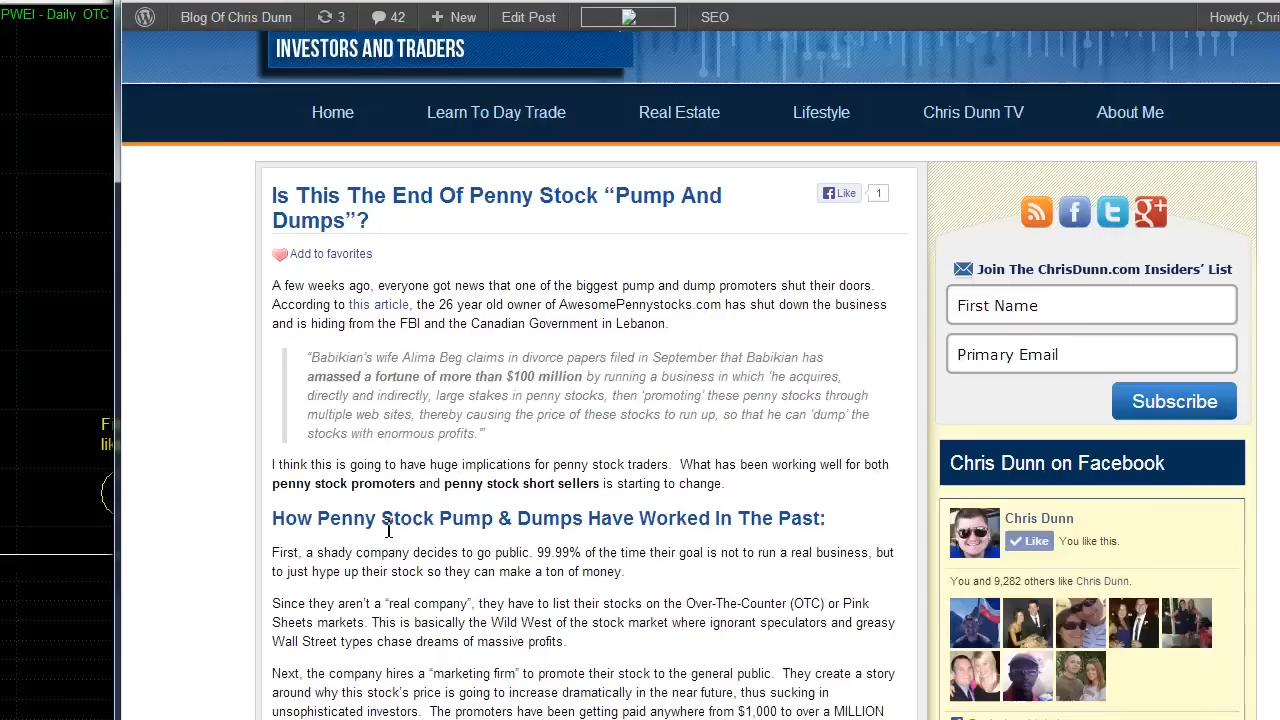 PWEI - Daily OTC
Blog Of Chris Dunn
3
42
New
Edit Post
SEO
Howdy, Chri
INVESTORS AND TRADERS
Home
Learn To Day Trade
Real Estate
Lifestyle
Chris Dunn TV
About Me
Is This The End Of Penny Stock “Pump And
Dumps”?
Like
1
Add to favorites
A few weeks ago, everyone got news that one of the biggest pump and dump promoters shut their doors.
According to this article, the 26 year old owner of AwesomePennystocks.com has shut down the business
and is hiding from the FBI and the Canadian Government in Lebanon.
“Babikian’s wife Alima Beg claims in divorce papers filed in September that Babikian has
amassed a fortune of more than $100 million by running a business in which ‘he acquires,
directly and indirectly, large stakes in penny stocks, then ‘promoting’ these penny stocks through
multiple web sites, thereby causing the price of these stocks to run up, so that he can ‘dump’ the
stocks with enormous profits.’”
I think this is going to have huge implications for penny stock traders. What has been working well for both
penny stock promoters and penny stock short sellers is starting to change.
How Penny Stock Pump & Dumps Have Worked In The Past:
First, a shady company decides to go public. 99.99% of the time their goal is not to run a real business, but
to just hype up their stock so they can make a ton of money.
Since they aren’t a “real company”, they have to list their stocks on the Over-The-Counter (OTC) or Pink
Sheets markets. This is basically the Wild West of the stock market where ignorant speculators and greasy
Wall Street types chase dreams of massive profits.
Next, the company hires a “marketing firm” to promote their stock to the general public. They create a story
around why this stock’s price is going to increase dramatically in the near future, thus sucking in
unsophisticated investors. The promoters have been getting paid anywhere from $1,000 to over a MILLION
Join The ChrisDunn.com Insiders’ List
First Name
Primary Email
Subscribe
Chris Dunn on Facebook
Chris Dunn
Like
You like this.
You and 9,282 others like Chris Dunn.